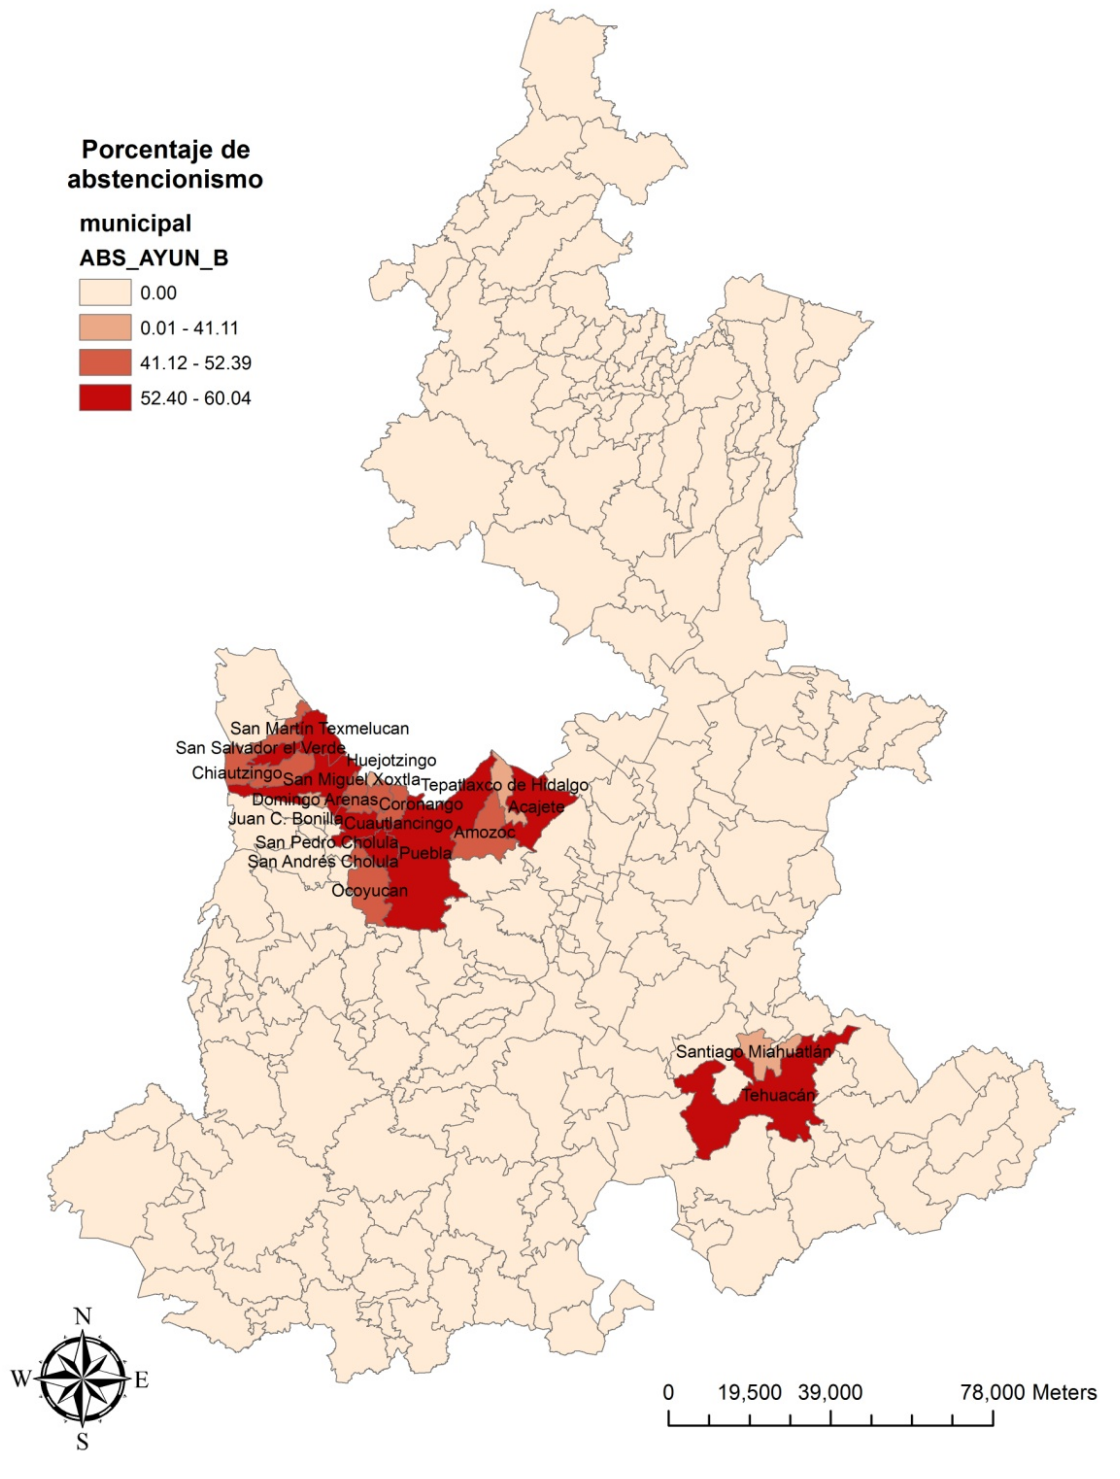 Porcentaje de
abstencionismo
municipal
ABS_AYUN_B
0.00
0.01 - 41.11
41.12 - 52.39
52.40 - 60.04
San Martín Texmelucan
San Salvador el Verde
Huejotzingo
Chiautzingo
San Miguel Xoxtla
Tepatlaxco de Hidalgo
Domingo Arenas
Coronango
Acajete
Juan C. Bonilla
Cuautlancingo
Amozoc
San Pedro Cholula
Puebla
San Andrés Cholula
Ocoyucan
Santiago Miahuatlán
Tehuacán
N
W
E
S
0 19,500 39,000 78,000 Meters